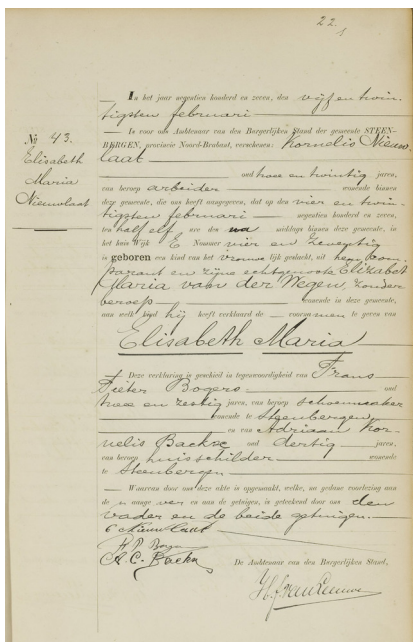 22.
1
In het jaar negentien honderd en zeven, den vijf en twin-
tigsten februari
Is voor ons Ambtenaar van den Burgerlijken Stand der gemeente STEEN-
BERGEN, provincie Noord-Brabant, verschenen: Kornelis Nieuw
laat
No 43.
Elisabeth
Maria
Nieuwlaat
oud twee en twintig jaren,
van beroep arbeider wonende binnen
deze gemeente, die ons heeft aangegeven, dat op den vier en twin-
tigsten februari negentien honderd en zeven,
ten half elf ure des na middags binnen deze gemeente, in
het huis Wijk E Nommer vier en zeventig
is geboren een kind van het vrouwelijk geslacht, uit hem com-
parant en zijne echtgenoote Elizabet
Maria van der Wegen, zonder
beroep wonende in deze gemeente,
aan welk kind hij heeft verklaard de voornamen te geven van
Elisabeth Maria
Deze verklaring is geschied in tegenwoordigheid van Frans
Pieter Bogers oud
twee en zestig jaren, van beroep schoenmaker
wonende te Steenbergen
en van Adriaan Kor-
nelis Backx oud dertig jaren,
van beroep huisschilder wonende
te Steenbergen
Waarvan door ons deze akte is opgemaakt, welke, na gedane voorlezing aan
de aangever en aan de getuigen, is geteekend door ons den
vader en de beide getuigen.
C Nieuwlaat
F. P. Bogers
A. C. Backx
De Ambtenaar van den Burgerlijken Stand,